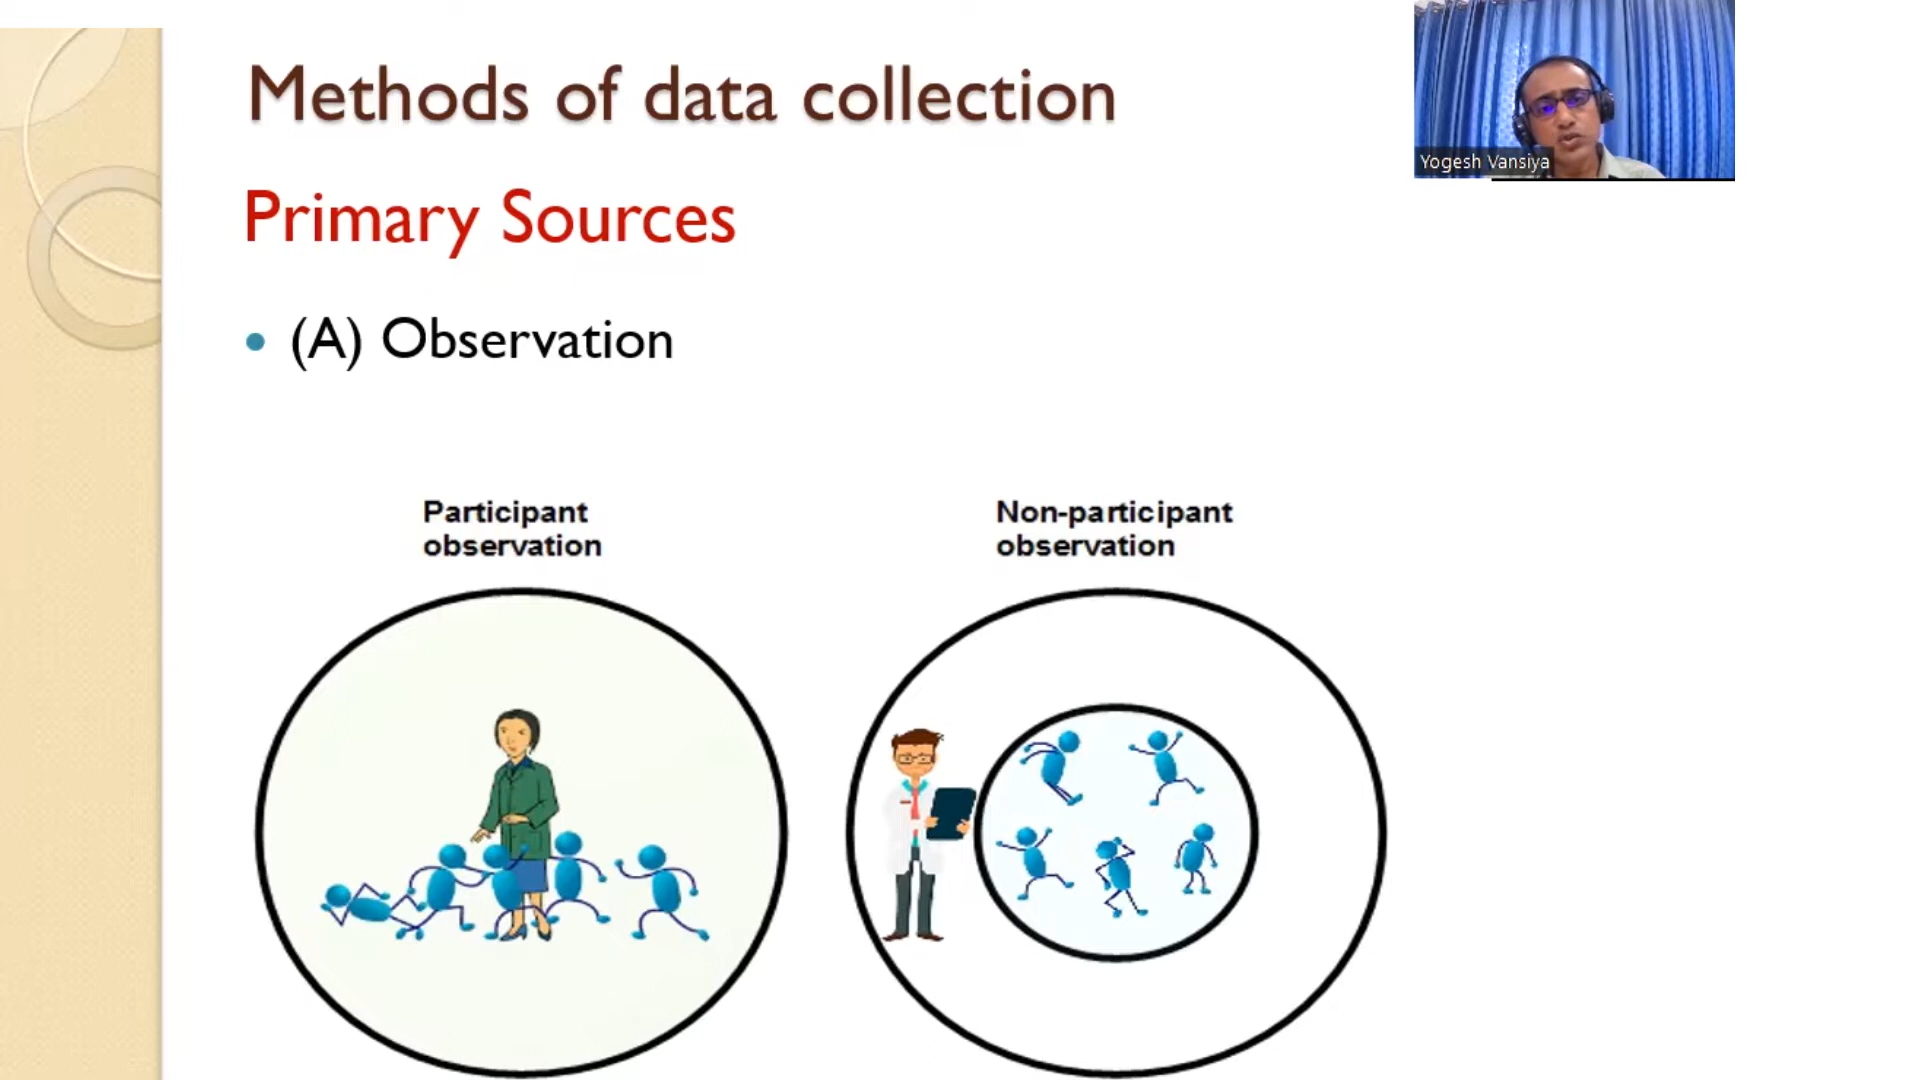 Methods of data collection
Yogesh Vansiya
Primary Sources
• (A) Observation
Participant
observation
Non-participant
observation